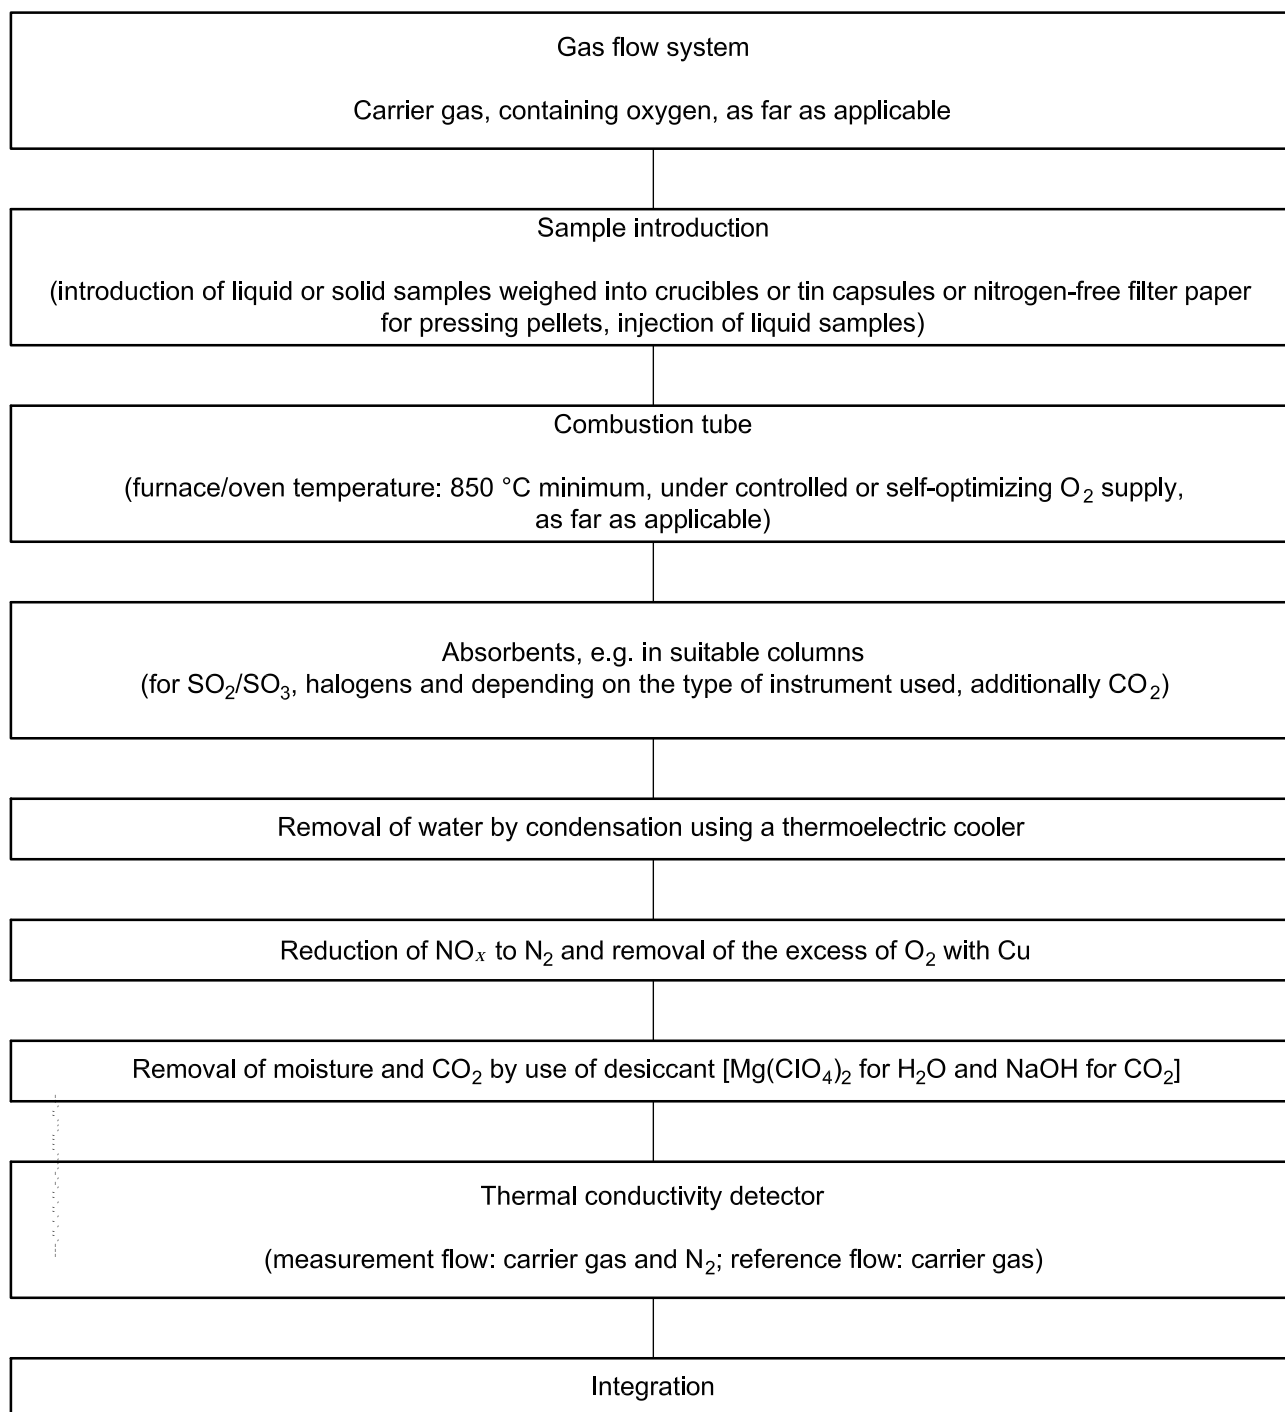 Gas flow system
Carrier gas, containing oxygen, as far as applicable
Sample introduction
(introduction of liquid or solid samples weighed into crucibles or tin capsules or nitrogen-free filter paper
for pressing pellets, injection of liquid samples)
Combustion tube
(furnace/oven temperature: 850 °C minimum, under controlled or self-optimizing O₂ supply,
as far as applicable)
Absorbents, e.g. in suitable columns
(for SO₂/SO₃, halogens and depending on the type of instrument used, additionally CO₂)
Removal of water by condensation using a thermoelectric cooler
Reduction of NOₓ to N₂ and removal of the excess of O₂ with Cu
Removal of moisture and CO₂ by use of desiccant [Mg(ClO₄)₂ for H₂O and NaOH for CO₂]
Thermal conductivity detector
(measurement flow: carrier gas and N₂; reference flow: carrier gas)
Integration